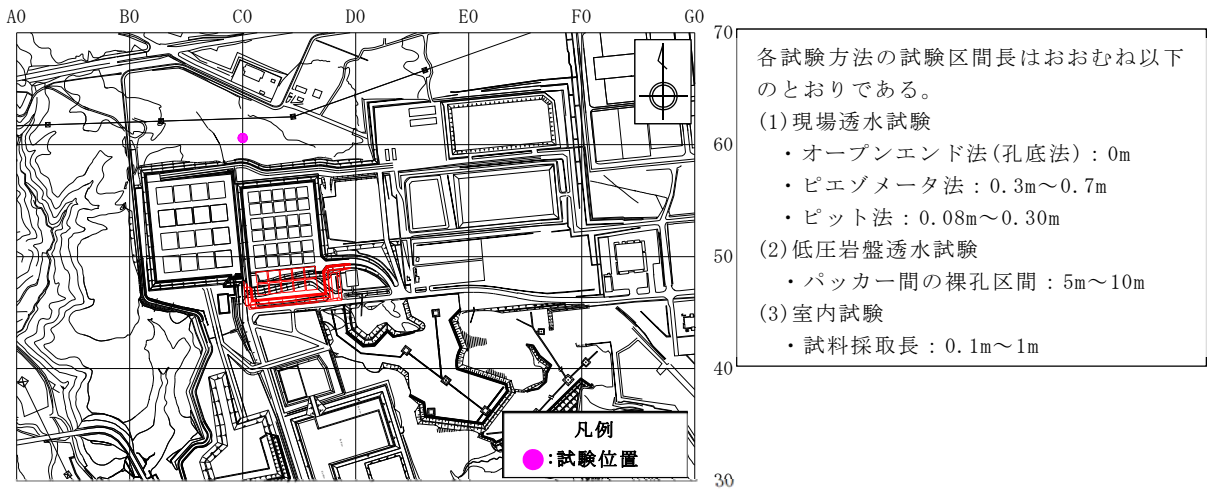 A0 B0 C0 D0 E0 F0 G0
70
60
50
40
30
凡例
:試験位置
各試験方法の試験区間長はおおむね以下
のとおりである。
(1)現場透水試験
・オープンエンド法(孔底法)：0m
・ピエゾメータ法：0.3m～0.7m
・ピット法：0.08m～0.30m
(2)低圧岩盤透水試験
・パッカー間の裸孔区間：5m～10m
(3)室内試験
・試料採取長：0.1m～1m